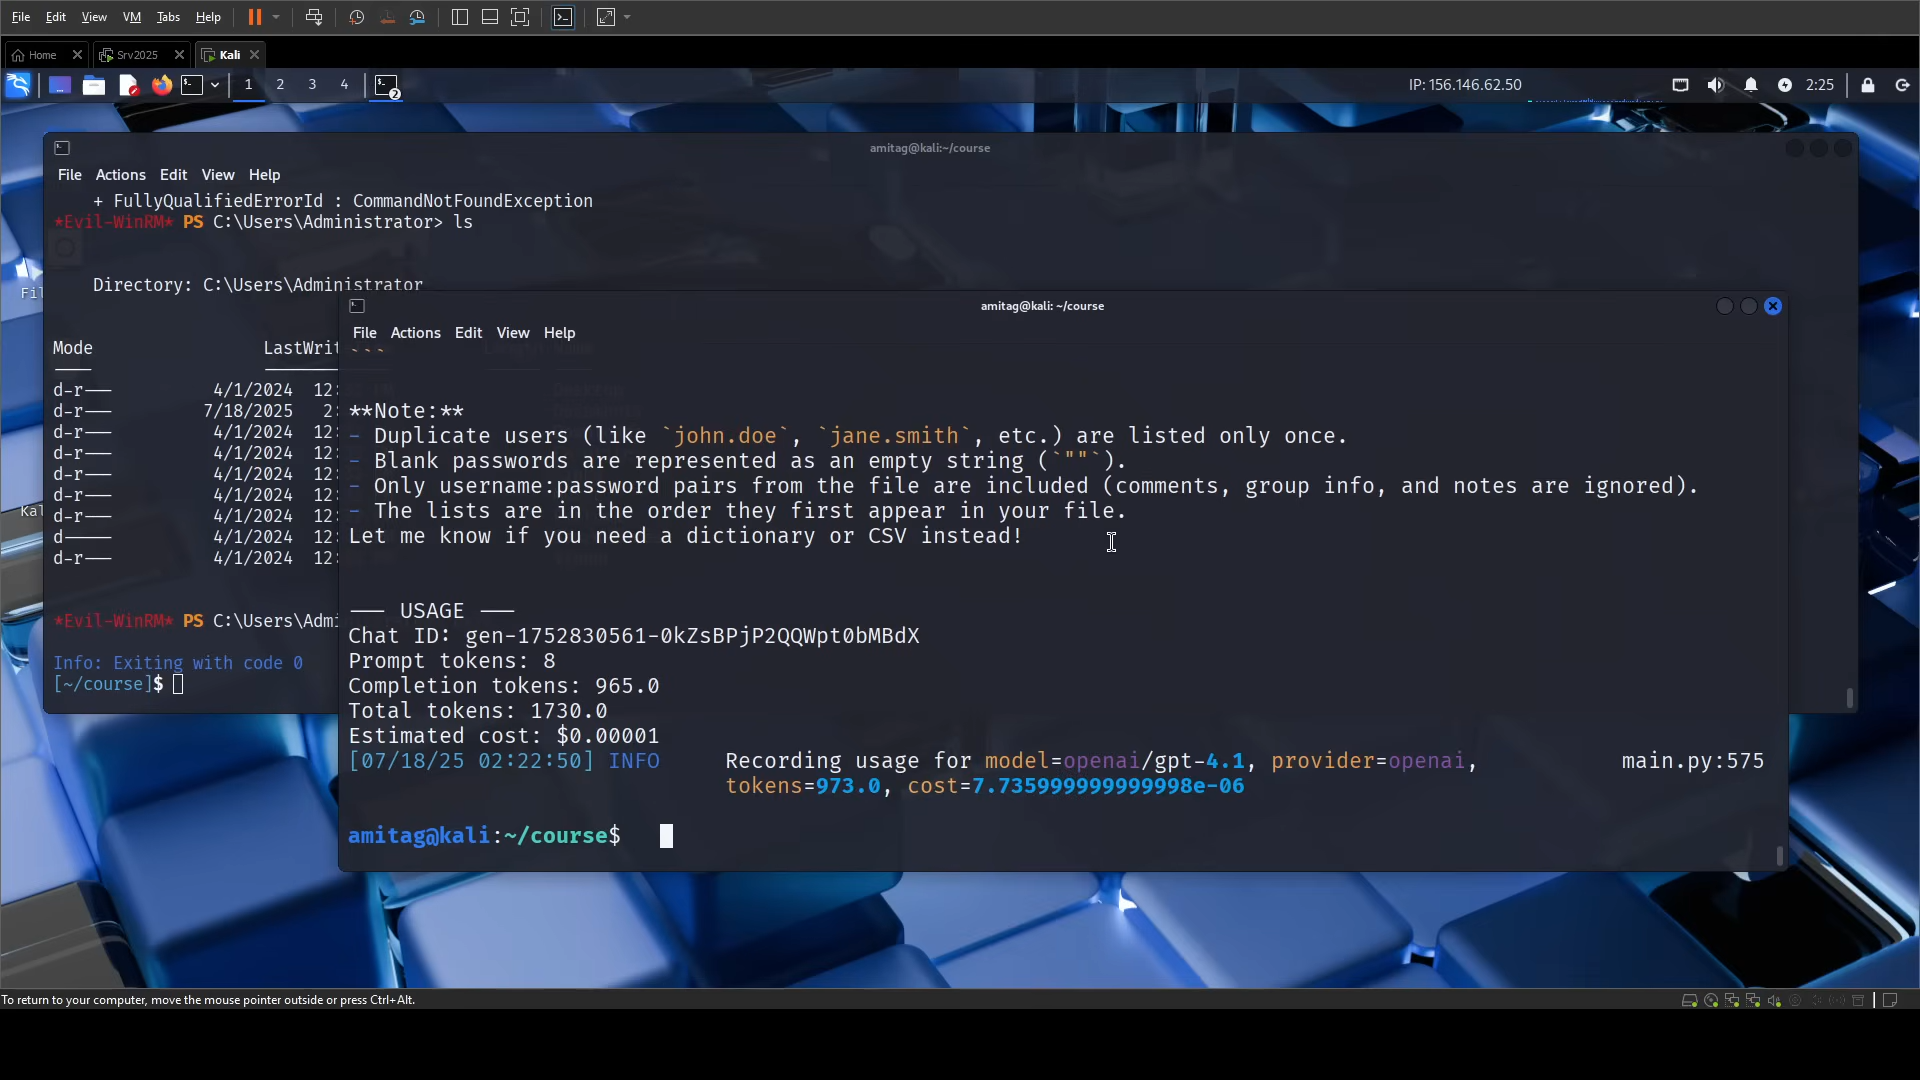 File Edit View VM Tabs Help
Home Srv2025 Kali
1 2 3 4 2 IP: 156.146.62.50 2:25
amitag@kali:~/course
File Actions Edit View Help
+ FullyQualifiedErrorId : CommandNotFoundException
*Evil-WinRM* PS C:\Users\Administrator> ls
Directory: C:\Users\Administrator
Mode LastWrit
d-r— 4/1/2024 12:
d-r— 7/18/2025 2:
d-r— 4/1/2024 12:
d-r— 4/1/2024 12:
d-r— 4/1/2024 12:
d-r— 4/1/2024 12:
d-r— 4/1/2024 12:
d— 4/1/2024 12:
d-r— 4/1/2024 12:
*Evil-WinRM* PS C:\Users\Admi
Info: Exiting with code 0
[~/course]$
amitag@kali: ~/course
File Actions Edit View Help
```
**Note:**
- Duplicate users (like `john.doe`, `jane.smith`, etc.) are listed only once.
- Blank passwords are represented as an empty string (`""`).
- Only username:password pairs from the file are included (comments, group info, and notes are ignored).
- The lists are in the order they first appear in your file.
Let me know if you need a dictionary or CSV instead!
— USAGE —
Chat ID: gen-1752830561-0kZsBPjP2QQWpt0bMBdX
Prompt tokens: 8
Completion tokens: 965.0
Total tokens: 1730.0
Estimated cost: $0.00001
[07/18/25 02:22:50] INFO Recording usage for model=openai/gpt-4.1, provider=openai, main.py:575
tokens=973.0, cost=7.735999999999998e-06
amitag@kali:~/course$
To return to your computer, move the mouse pointer outside or press Ctrl+Alt.